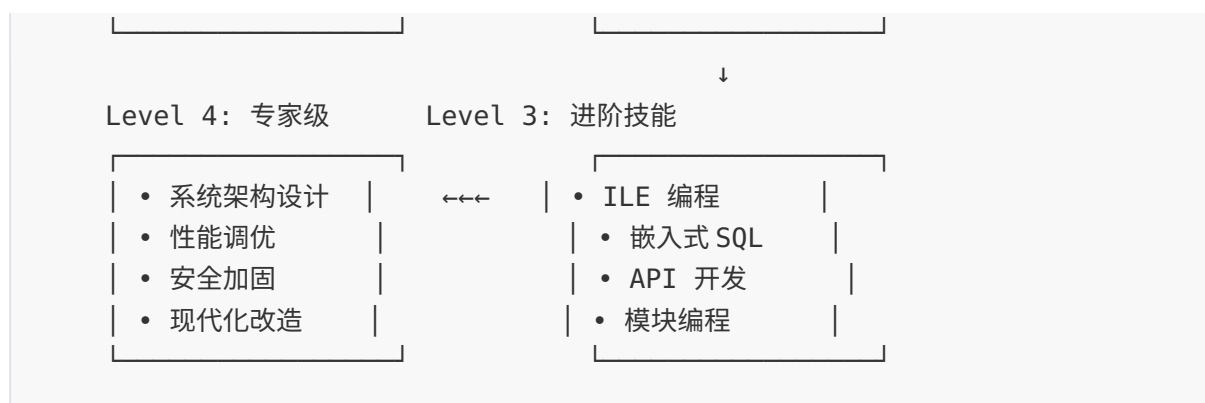 ↓
Level 4: 专家级 Level 3: 进阶技能
• 系统架构设计 ←←← • ILE 编程
• 性能调优 • 嵌入式 SQL
• 安全加固 • API 开发
• 现代化改造 • 模块编程